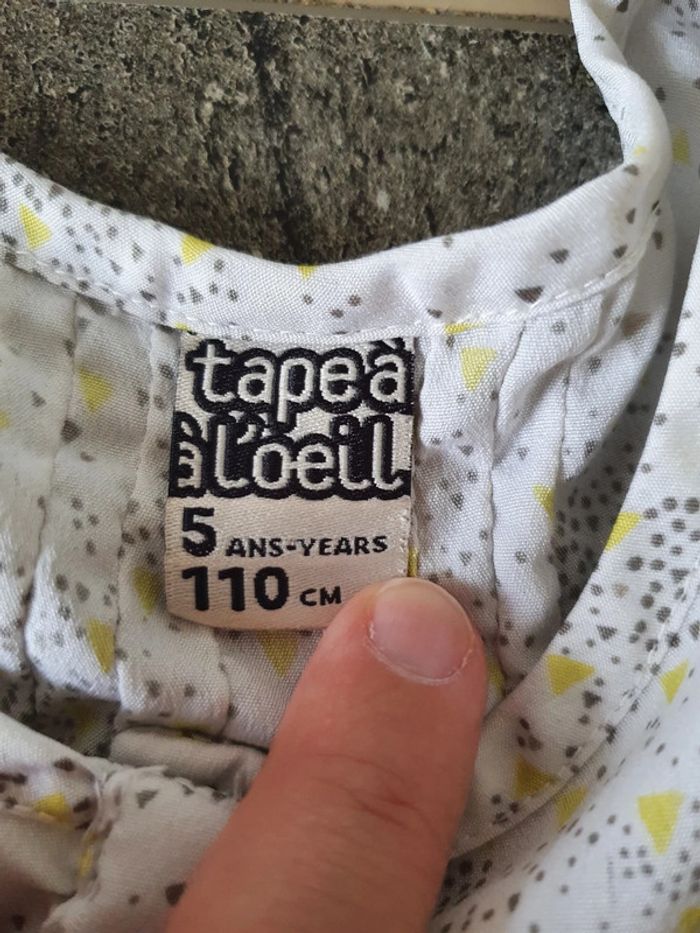 tape à
à l'oeil
5 ANS-YEARS
110 CM